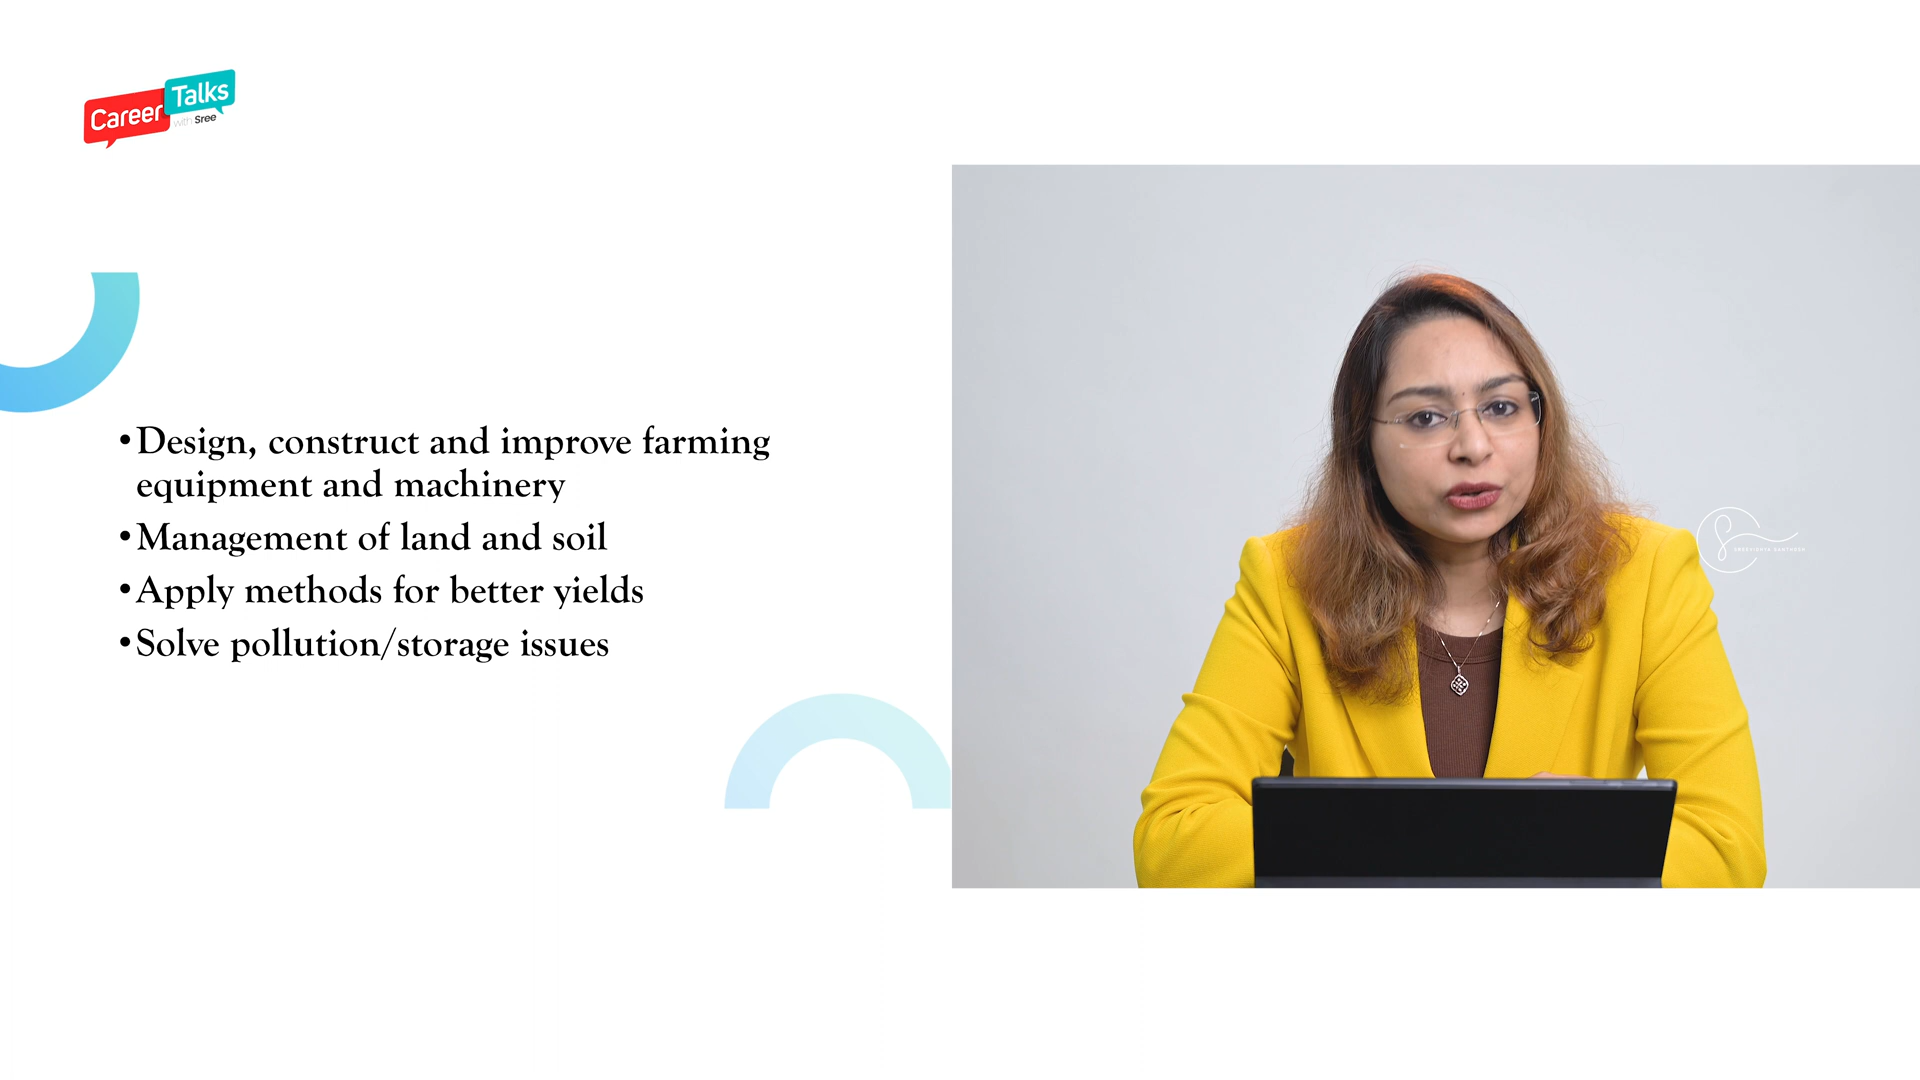 Career Talks
with Sree
•Design, construct and improve farming
equipment and machinery
•Management of land and soil
•Apply methods for better yields
•Solve pollution/storage issues